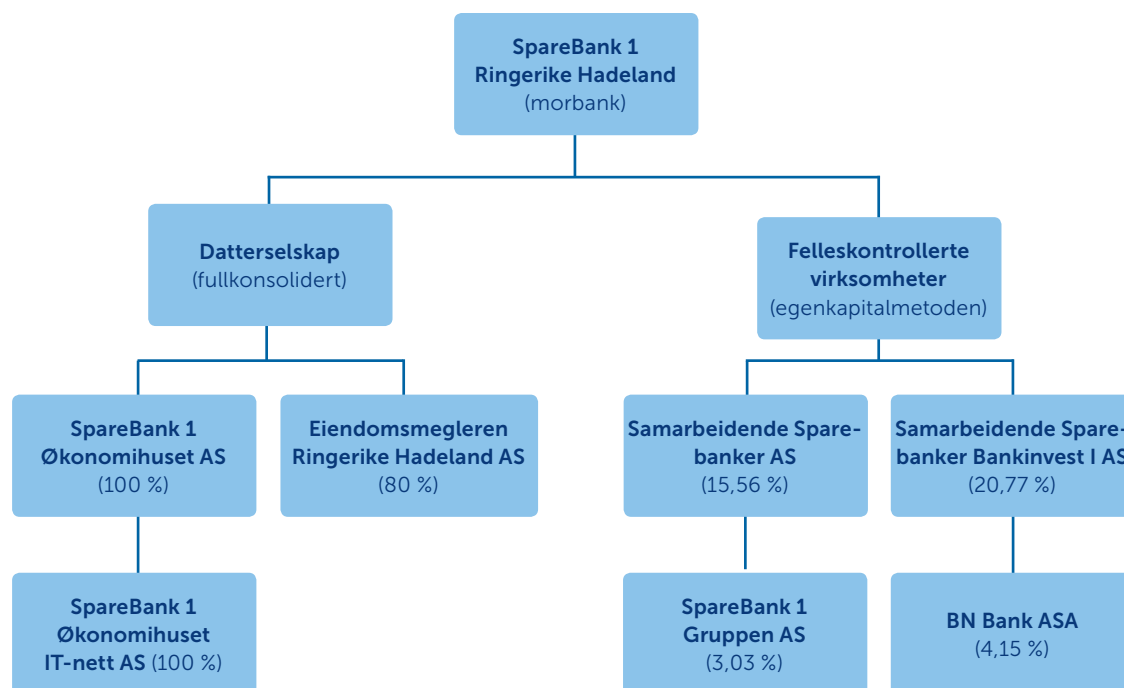 SpareBank 1
Ringerike Hadeland
(morbank)
Datterselskap
(fullkonsolidert)
Felleskontrollerte
virksomheter
(egenkapitalmetoden)
SpareBank 1
Økonomihuset AS
(100 %)
Eiendomsmegleren
Ringerike Hadeland AS
(80 %)
Samarbeidende Spare-
banker AS
(15,56 %)
Samarbeidende Spare-
banker Bankinvest I AS
(20,77 %)
SpareBank 1
Økonomihuset
IT-nett AS (100 %)
SpareBank 1
Gruppen AS
(3,03 %)
BN Bank ASA
(4,15 %)